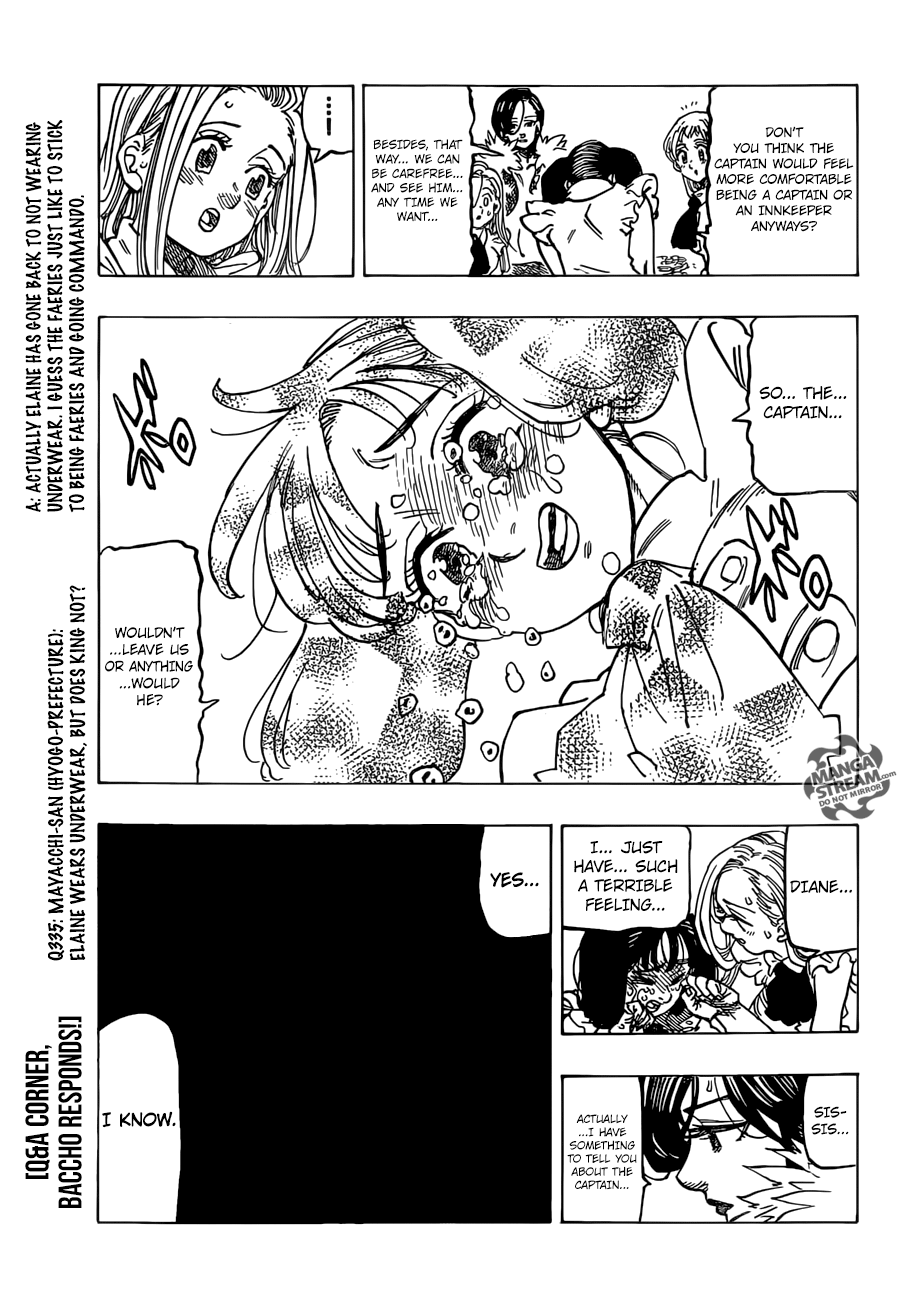 DON'T
YOU THINK THE
CAPTAIN WOULD FEEL
MORE COMFORTABLE
BEING A CAPTAIN OR
AN INNKEEPER
ANYWAYS?
BESIDES, THAT
WAY... WE CAN
BE CAREFREE...
AND SEE HIM...
ANY TIME WE
WANT...
...!
SO... THE...
CAPTAIN...
WOULDN'T
...LEAVE US
OR ANYTHING
...WOULD
HE?
DIANE...
I... JUST
HAVE... SUCH
A TERRIBLE
FEELING...
SIS-
SIS...
ACTUALLY
...I HAVE
SOMETHING
TO TELL YOU
ABOUT THE
CAPTAIN...
YES...
I KNOW.
[Q&A CORNER,
BACCHO RESPONDS!]
Q335: MAYACCHI-SAN (HYOGO-PREFECTURE):
ELAINE WEARS UNDERWEAR, BUT DOES KING NOT?
A: ACTUALLY ELAINE HAS GONE BACK TO NOT WEARING
UNDERWEAR. I GUESS THE FAERIES JUST LIKE TO STICK
TO BEING FAERIES AND GOING COMMANDO.
MANGA
STREAM.com
DO NOT MIRROR